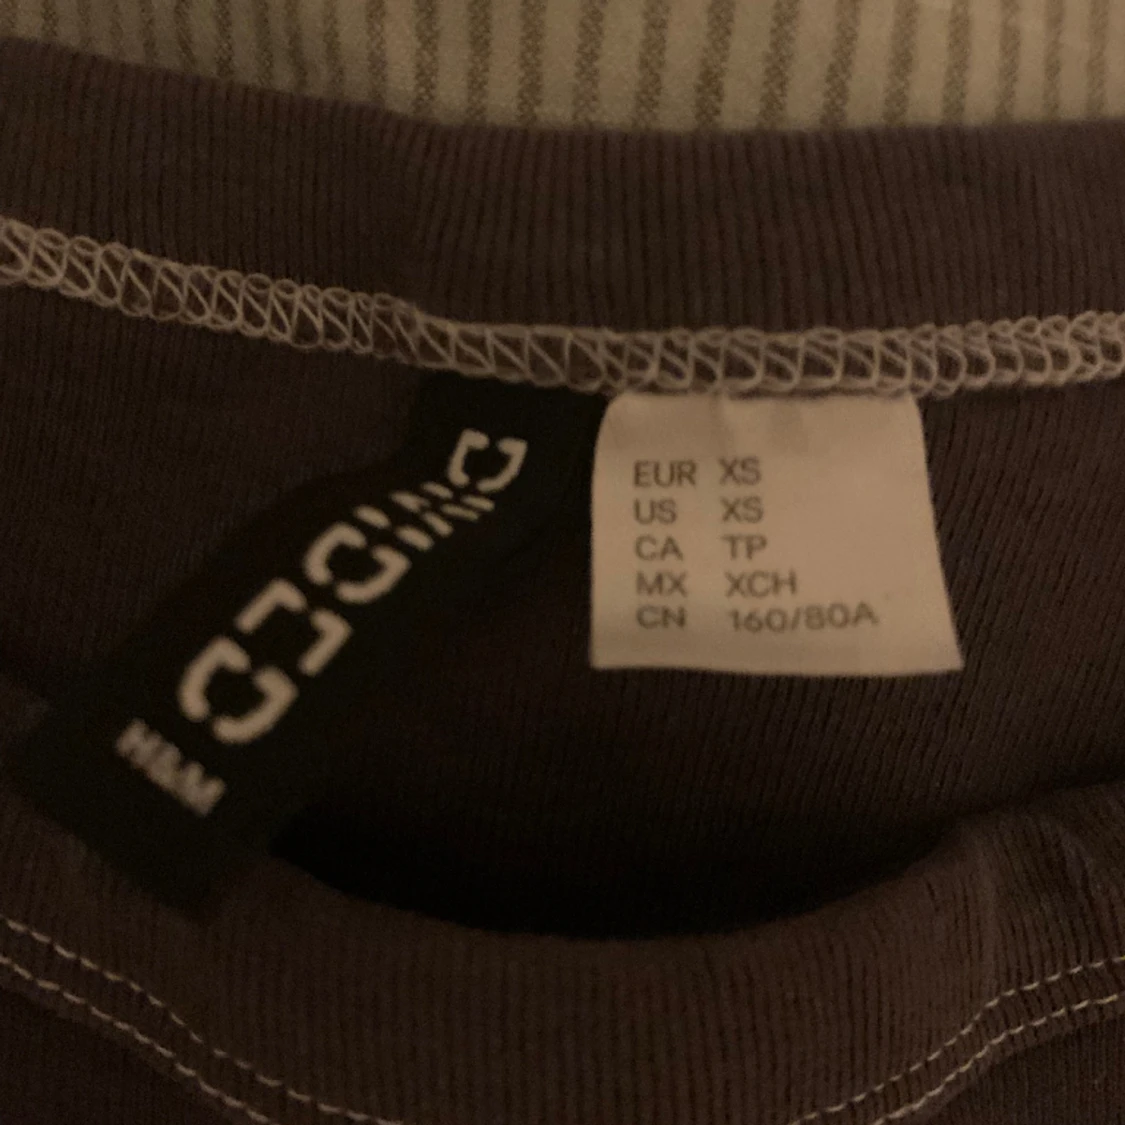 DIVIDED
H&M
EUR XS
US XS
CA TP
MX XCH
CN 160/80A